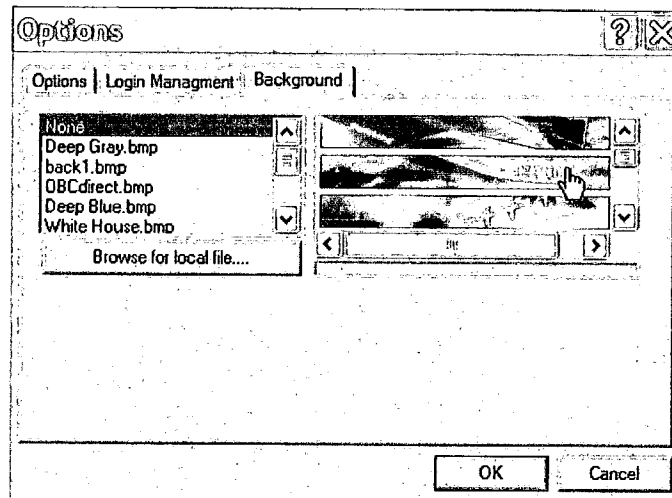 Options
Options Login Managment Background
None
Deep Gray.bmp
back1.bmp
OBCdirect.bmp
Deep Blue.bmp
White House.bmp
Browse for local file....
OK Cancel